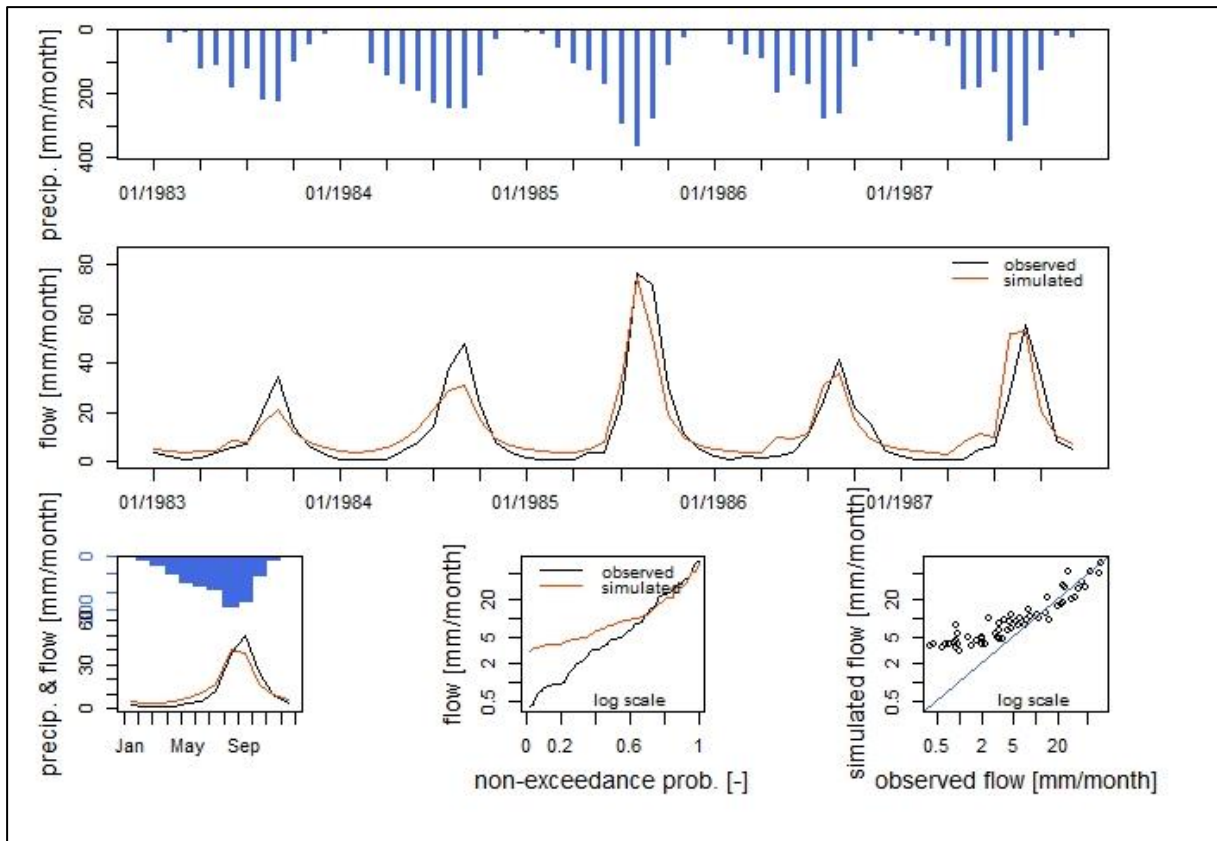 precip. [mm/month]
0
200
400
01/1983 01/1984 01/1985 01/1986 01/1987
flow [mm/month]
80
60
40
20
0
observed
simulated
01/1983 01/1984 01/1985 01/1986 01/1987
precip. & flow [mm/month]
0
60
30
0
Jan May Sep
flow [mm/month]
20
5
2
0.5
observed
simulated
log scale
0 0.2 0.6 1
non-exceedance prob. [-]
simulated flow [mm/month]
20
5
2
0.5
log scale
0.5 2 5 20
observed flow [mm/month]